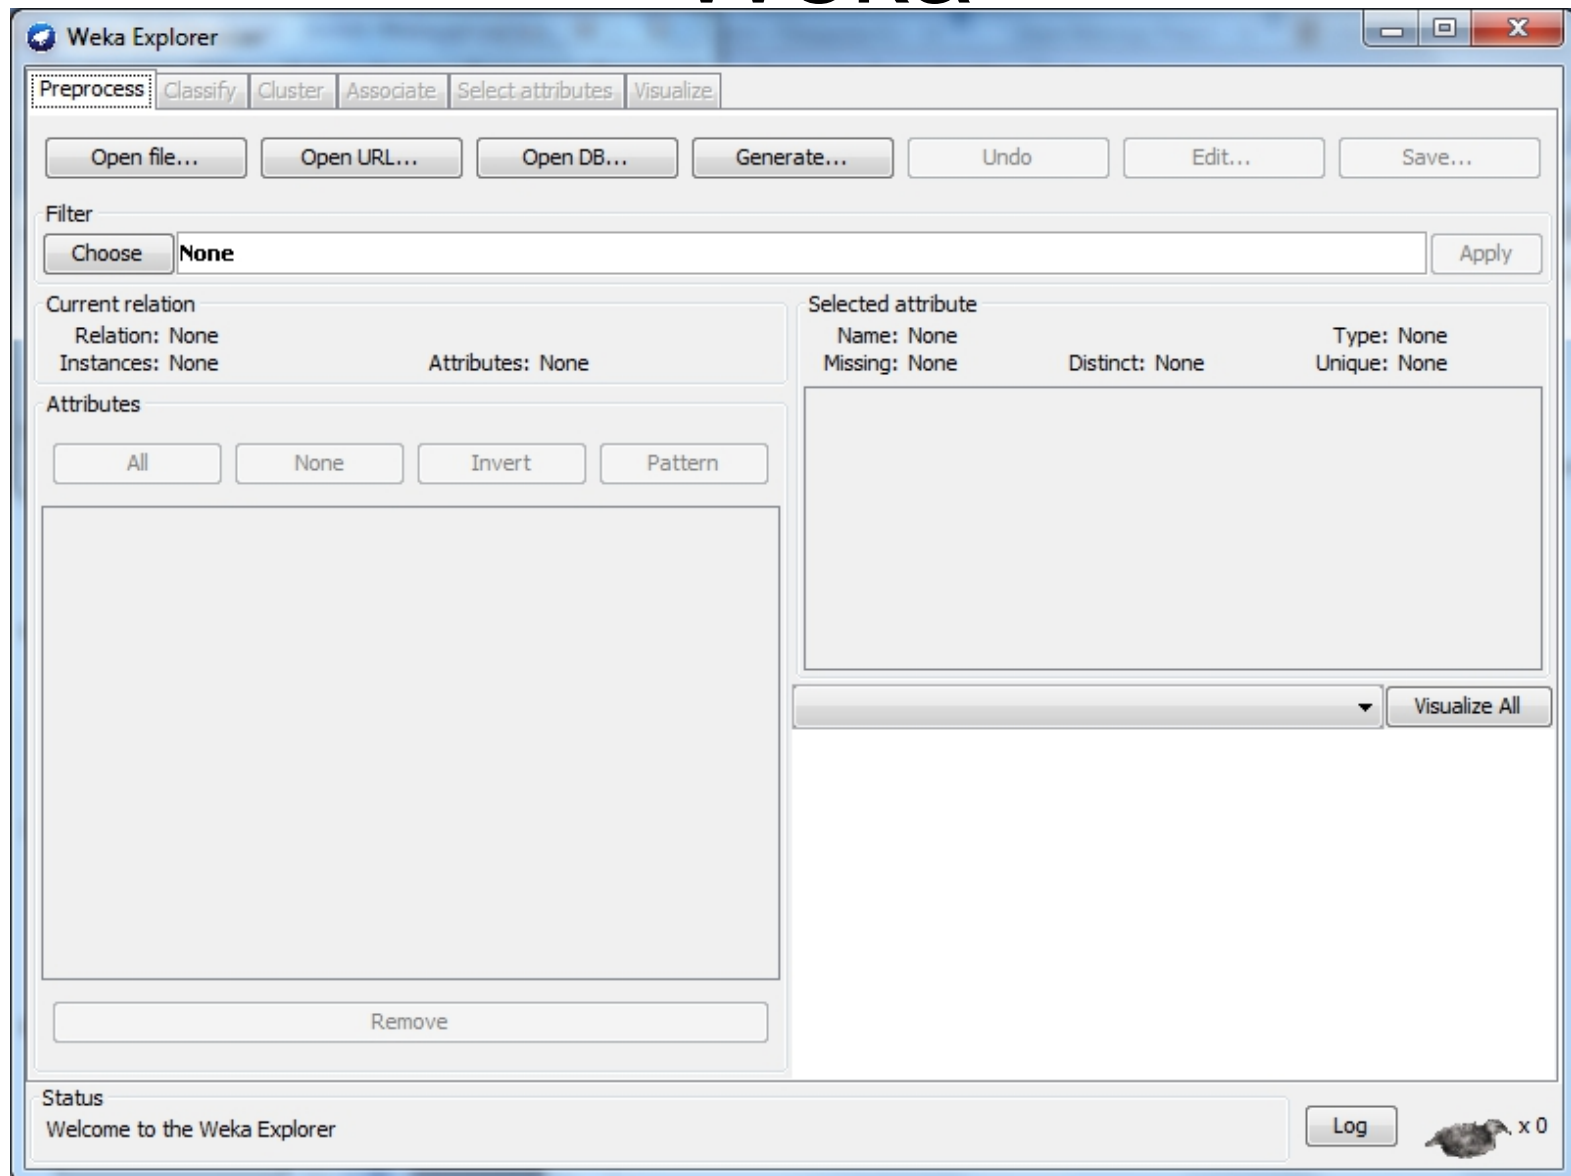 Weka
Weka Explorer
Preprocess Classify Cluster Associate Select attributes Visualize
Open file... Open URL... Open DB... Generate... Undo Edit... Save...
Filter
Choose None Apply
Current relation
Relation: None
Instances: None Attributes: None
Selected attribute
Name: None Type: None
Missing: None Distinct: None Unique: None
Attributes
All None Invert Pattern
Visualize All
Remove
Status
Welcome to the Weka Explorer
Log x 0